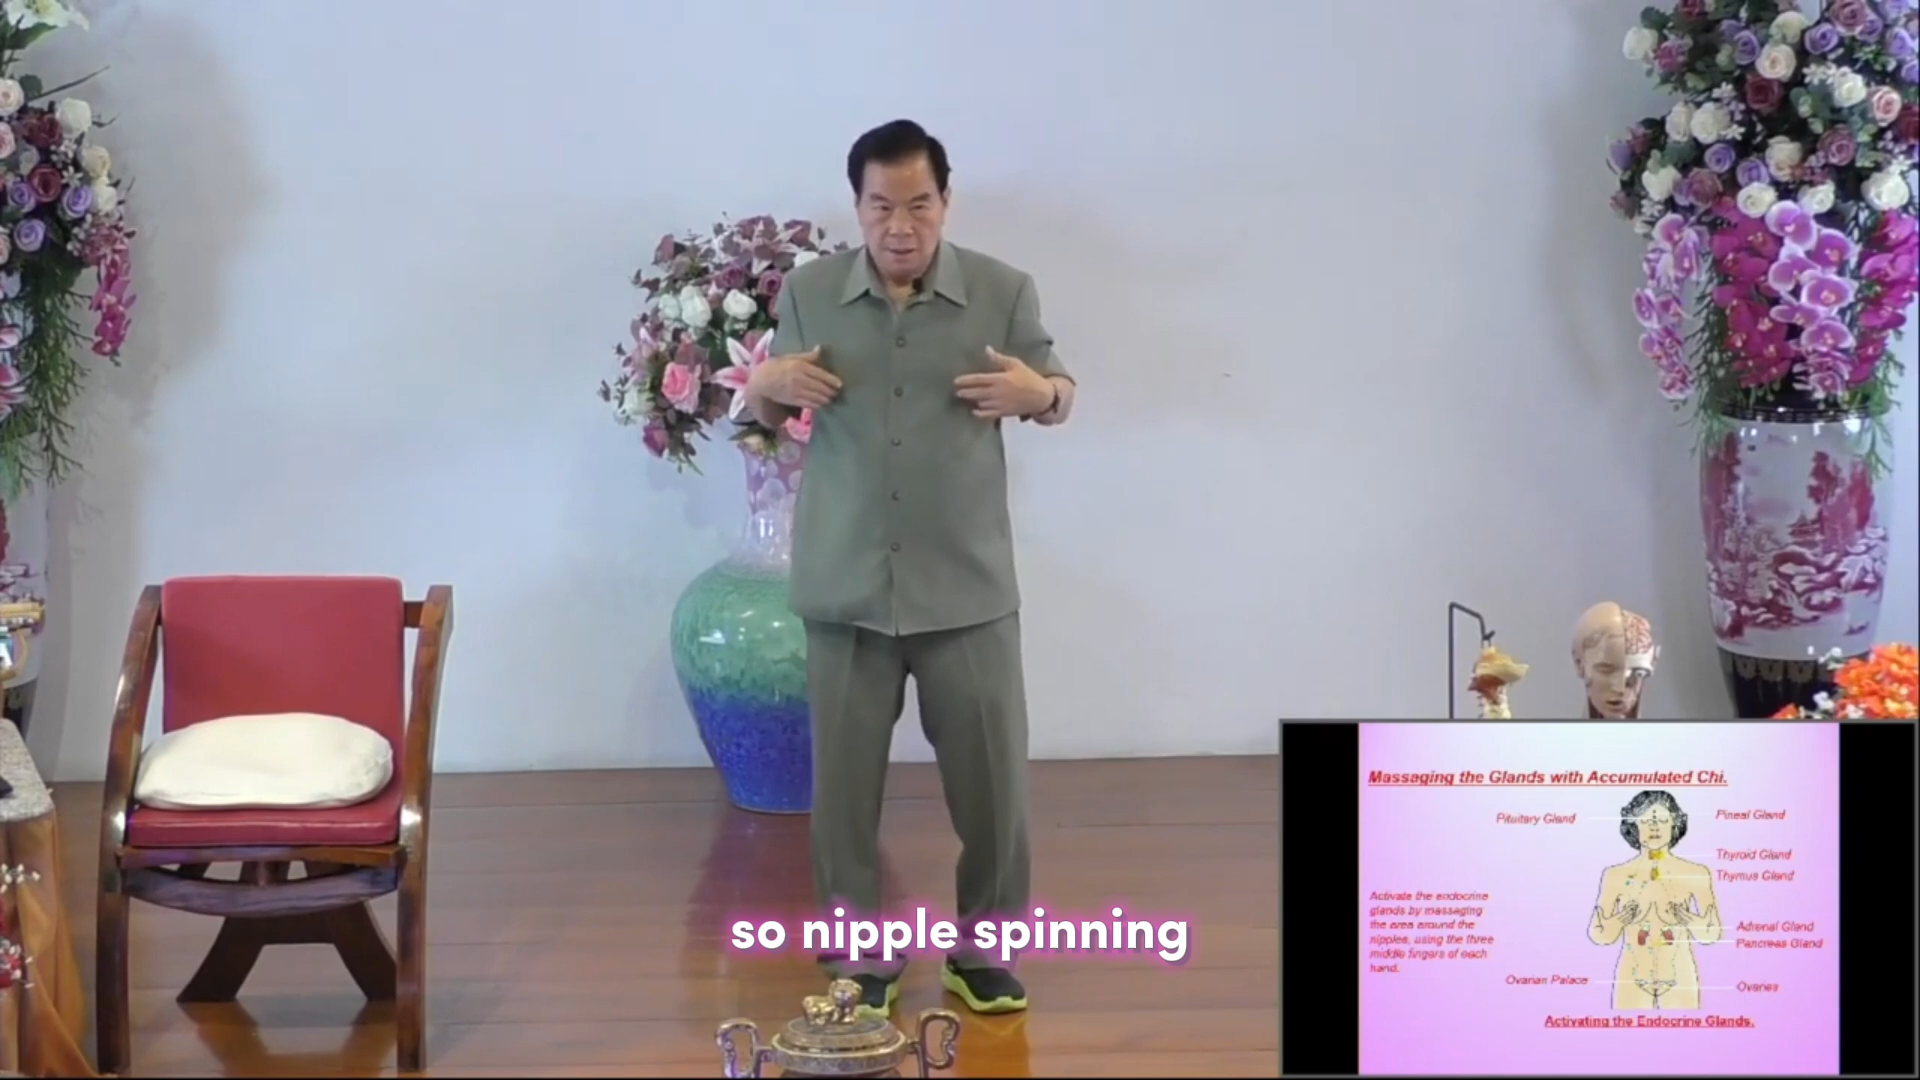 so nipple spinning
Massaging the Glands with Accumulated Chi.
Pituitary Gland
Pineal Gland
Thyroid Gland
Thymus Gland
Activate the endocrine
glands by massaging
the area around the
nipples, using the three
middle fingers of each
hand.
Adrenal Gland
Pancreas Gland
Ovarian Palace
Ovaries
Activating the Endocrine Glands.